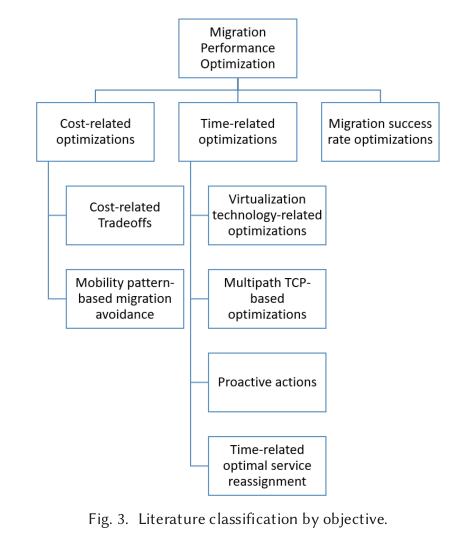 Migration
Performance
Optimization
Cost-related
optimizations
Time-related
optimizations
Migration success
rate optimizations
Cost-related
Tradeoffs
Mobility pattern-
based migration
avoidance
Virtualization
technology-related
optimizations
Multipath TCP-
based
optimizations
Proactive actions
Time-related
optimal service
reassignment
Fig. 3. Literature classification by objective.